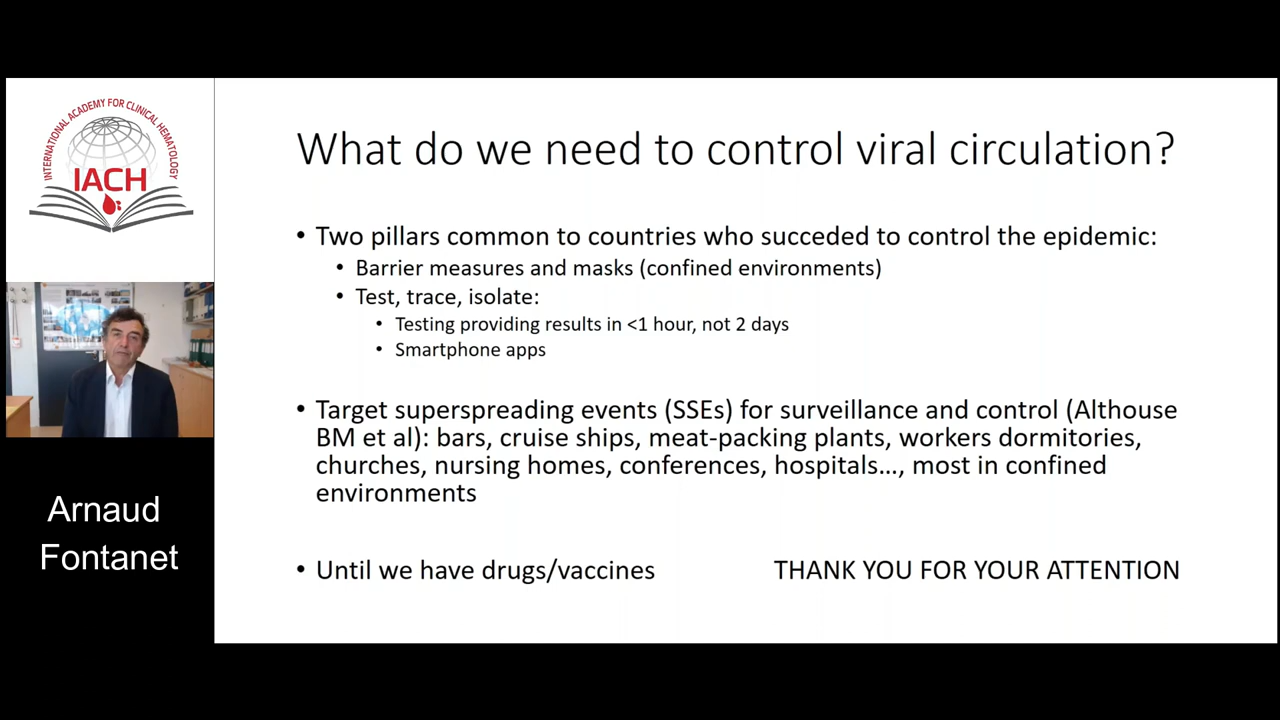 INTERNATIONAL ACADEMY FOR CLINICAL HEMATOLOGY
IACH
Arnaud
Fontanet
What do we need to control viral circulation?
• Two pillars common to countries who succeded to control the epidemic:
• Barrier measures and masks (confined environments)
• Test, trace, isolate:
• Testing providing results in <1 hour, not 2 days
• Smartphone apps
• Target superspreading events (SSEs) for surveillance and control (Althouse
BM et al): bars, cruise ships, meat-packing plants, workers dormitories,
churches, nursing homes, conferences, hospitals…, most in confined
environments
• Until we have drugs/vaccines
THANK YOU FOR YOUR ATTENTION